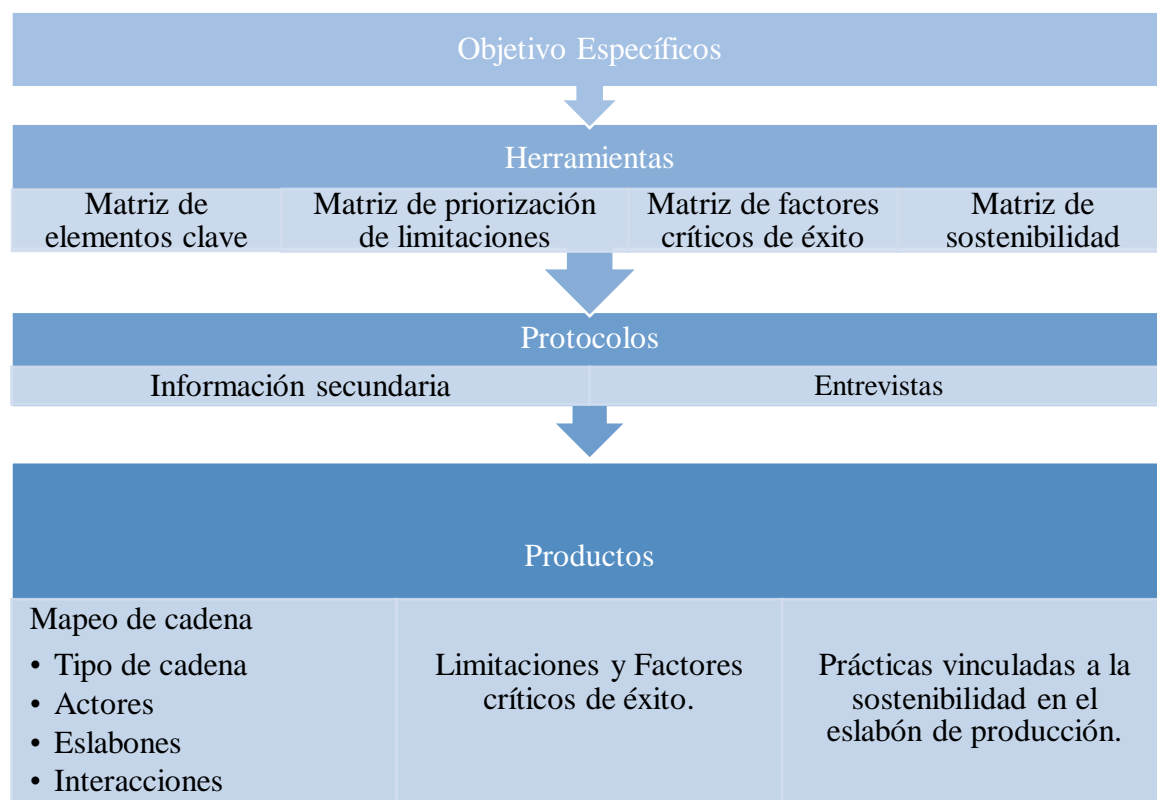 Objetivo Específicos
Herramientas
Matriz de
elementos clave
Matriz de priorización
de limitaciones
Matriz de factores
críticos de éxito
Matriz de
sostenibilidad
Protocolos
Información secundaria
Entrevistas
Productos
Mapeo de cadena
• Tipo de cadena
• Actores
• Eslabones
• Interacciones
Limitaciones y Factores
críticos de éxito.
Prácticas vinculadas a la
sostenibilidad en el
eslabón de producción.